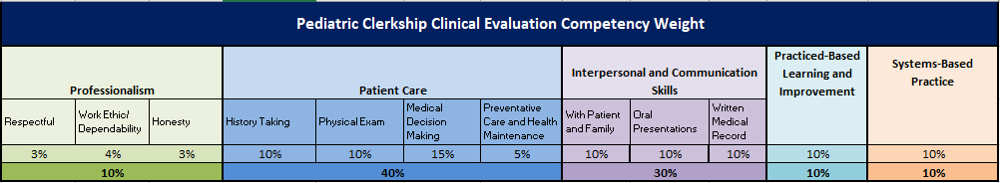 Pediatric Clerkship Clinical Evaluation Competency Weight
Professionalism
Patient Care
Interpersonal and Communication
Skills
Practiced-Based
Learning and
Improvement
Systems-Based
Practice
Respectful
Work Ethic/
Dependability
Honesty
History Taking
Physical Exam
Medical
Decision
Making
Preventative
Care and Health
Maintenance
With Patient
and Family
Oral
Presentations
Written
Medical
Record
3% 4% 3% 10% 10% 15% 5% 10% 10% 10% 10% 10%
10% 40% 30% 10% 10%